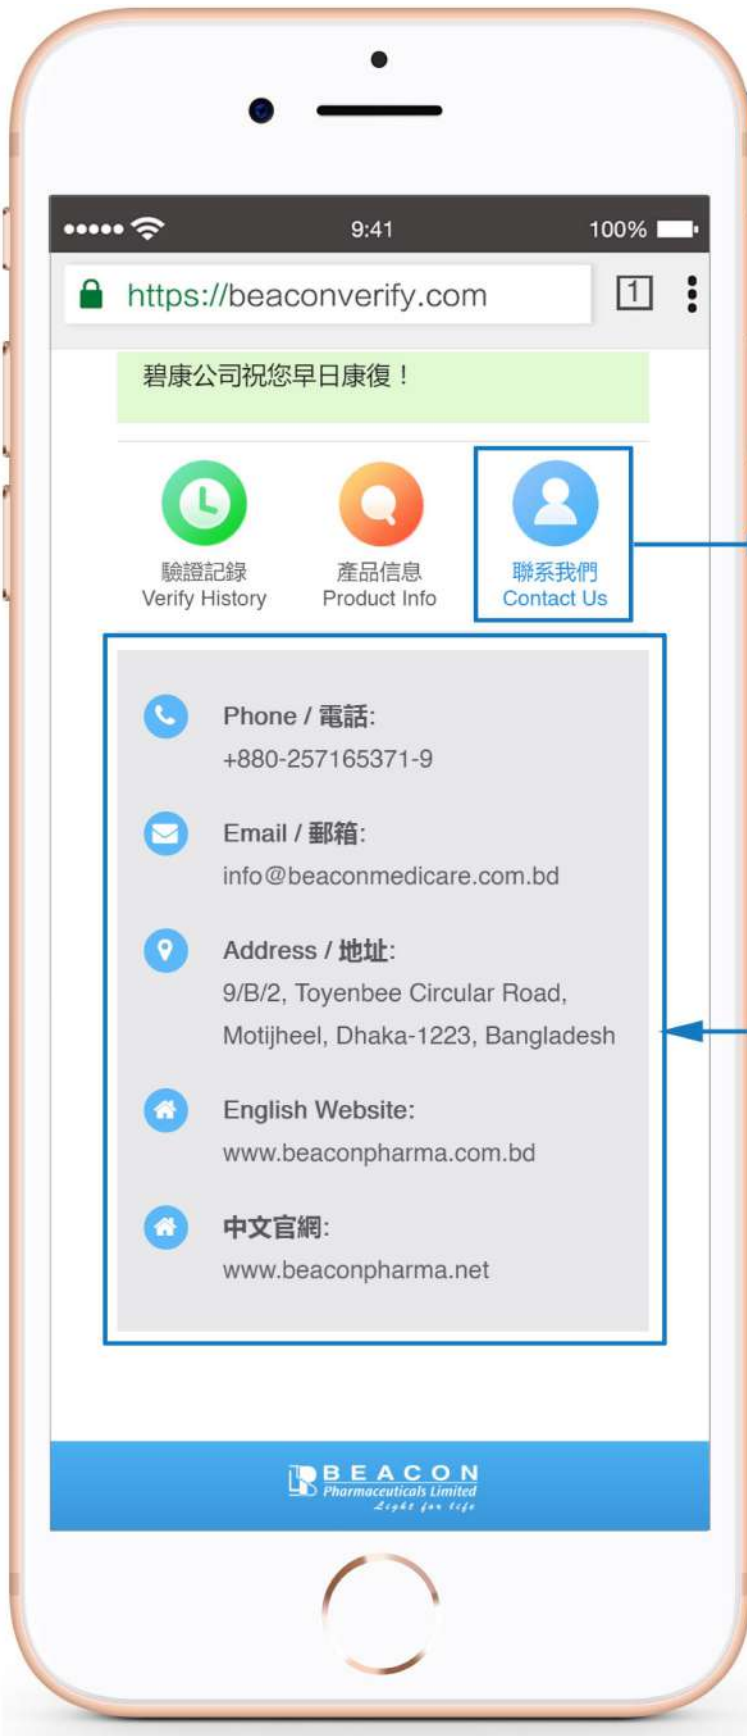 9:41
100%
https://beaconverify.com
1
碧康公司祝您早日康復！
驗證記錄
Verify History
產品信息
Product Info
聯系我們
Contact Us
Phone / 電話:
+880-257165371-9
Email / 郵箱:
info@beaconmedicare.com.bd
Address / 地址:
9/B/2, Toyenbee Circular Road,
Motijheel, Dhaka-1223, Bangladesh
English Website:
www.beaconpharma.com.bd
中文官網:
www.beaconpharma.net
BEACON
Pharmaceuticals Limited
Light for life